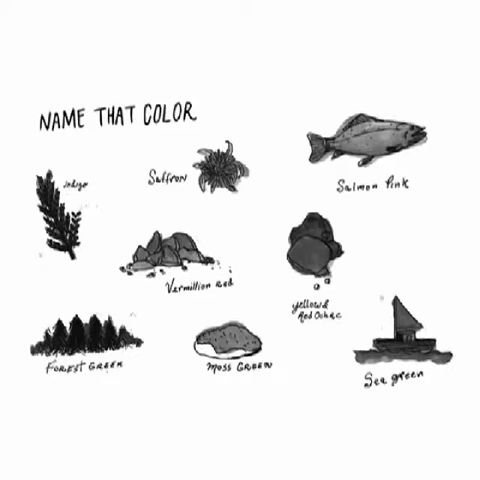 NAME THAT COLOR
indigo
Saffron
Salmon Pink
Vermillion red
yellow &
Red Ochre
FOREST GREEN
MOSS GREEN
Sea green